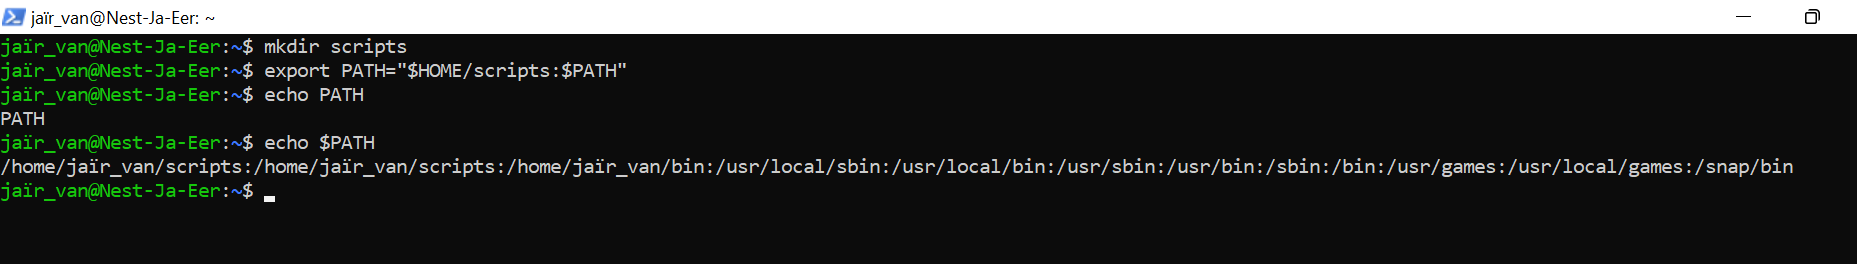 jaïr_van@Nest-Ja-Eer: ~
jaïr_van@Nest-Ja-Eer:~$ mkdir scripts
jaïr_van@Nest-Ja-Eer:~$ export PATH="$HOME/scripts:$PATH"
jaïr_van@Nest-Ja-Eer:~$ echo PATH
PATH
jaïr_van@Nest-Ja-Eer:~$ echo $PATH
/home/jaïr_van/scripts:/home/jaïr_van/scripts:/home/jaïr_van/bin:/usr/local/sbin:/usr/local/bin:/usr/sbin:/usr/bin:/sbin:/bin:/usr/games:/usr/local/games:/snap/bin
jaïr_van@Nest-Ja-Eer:~$